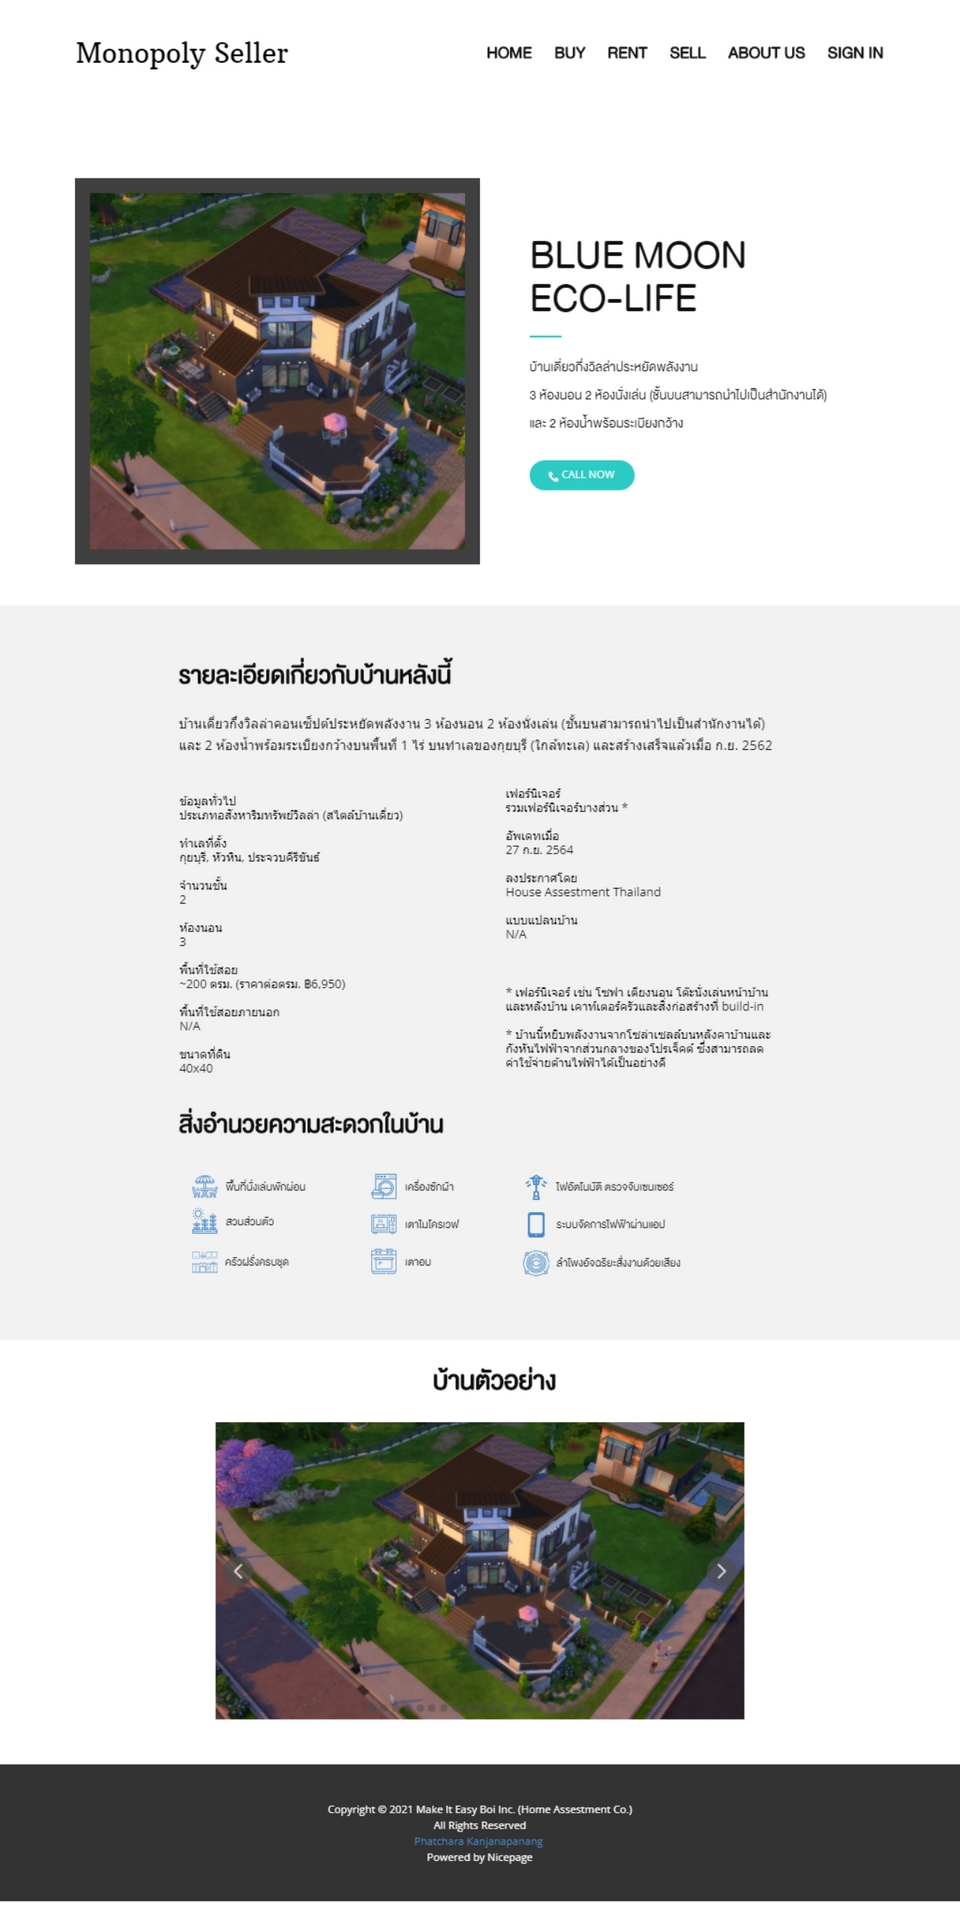 Monopoly Seller
HOME BUY RENT SELL ABOUT US SIGN IN
BLUE MOON
ECO-LIFE
บ้านเดี่ยวกึ่งวิลล่าประหยัดพลังงาน
3 ห้องนอน 2 ห้องนั่งเล่น (ชั้นบนสามารถนำไปเป็นสำนักงานได้)
และ 2 ห้องน้ำพร้อมระเบียงกว้าง
CALL NOW
รายละเอียดเกี่ยวกับบ้านหลังนี้
บ้านเดี่ยวกึ่งวิลล่าคอนเซ็ปต์ประหยัดพลังงาน 3 ห้องนอน 2 ห้องนั่งเล่น (ชั้นบนสามารถนำไปเป็นสำนักงานได้)
และ 2 ห้องน้ำพร้อมระเบียงกว้างบนพื้นที่ 1 ไร่ บนทำเลของกุยบุรี (ใกล้ทะเล) และสร้างเสร็จแล้วเมื่อ ก.ย. 2562
ข้อมูลทั่วไป
ประเภทอสังหาริมทรัพย์วิลล่า (สไตล์บ้านเดี่ยว)
ทำเลที่ตั้ง
กุยบุรี, หัวหิน, ประจวบคีรีขันธ์
จำนวนชั้น
2
ห้องนอน
3
พื้นที่ใช้สอย
~200 ตรม. (ราคาต่อตรม. ฿6,950)
พื้นที่ใช้สอยภายนอก
N/A
ขนาดที่ดิน
40x40
เฟอร์นิเจอร์
รวมเฟอร์นิเจอร์บางส่วน *
อัพเดทเมื่อ
27 ก.ย. 2564
ลงประกาศโดย
House Assestment Thailand
แบบแปลนบ้าน
N/A
* เฟอร์นิเจอร์ เช่น โซฟา เตียงนอน โต๊ะนั่งเล่นหน้าบ้าน
และหลังบ้าน เคาท์เตอร์ครัวและสิ่งก่อสร้างที่ build-in
* บ้านนี้หยิบพลังงานจากโซล่าเซลล์บนหลังคาบ้านและ
กังหันไฟฟ้าจากส่วนกลางของโปรเจ็คต์ ซึ่งสามารถลด
ค่าใช้จ่ายด้านไฟฟ้าได้เป็นอย่างดี
สิ่งอำนวยความสะดวกในบ้าน
พื้นที่นั่งเล่นพักผ่อน
เครื่องซักผ้า
ไฟอัตโนมัติ ตรวจจับเซนเซอร์
สวนส่วนตัว
เตาไมโครเวฟ
ระบบจัดการไฟฟ้าผ่านแอป
ครัวฝรั่งครบชุด
เตาอบ
ลำโพงอัจฉริยะสั่งงานด้วยเสียง
บ้านตัวอย่าง
Copyright © 2021 Make It Easy Boi Inc. (Home Assestment Co.)
All Rights Reserved
Phatchara Kanjanapanang
Powered by Nicepage